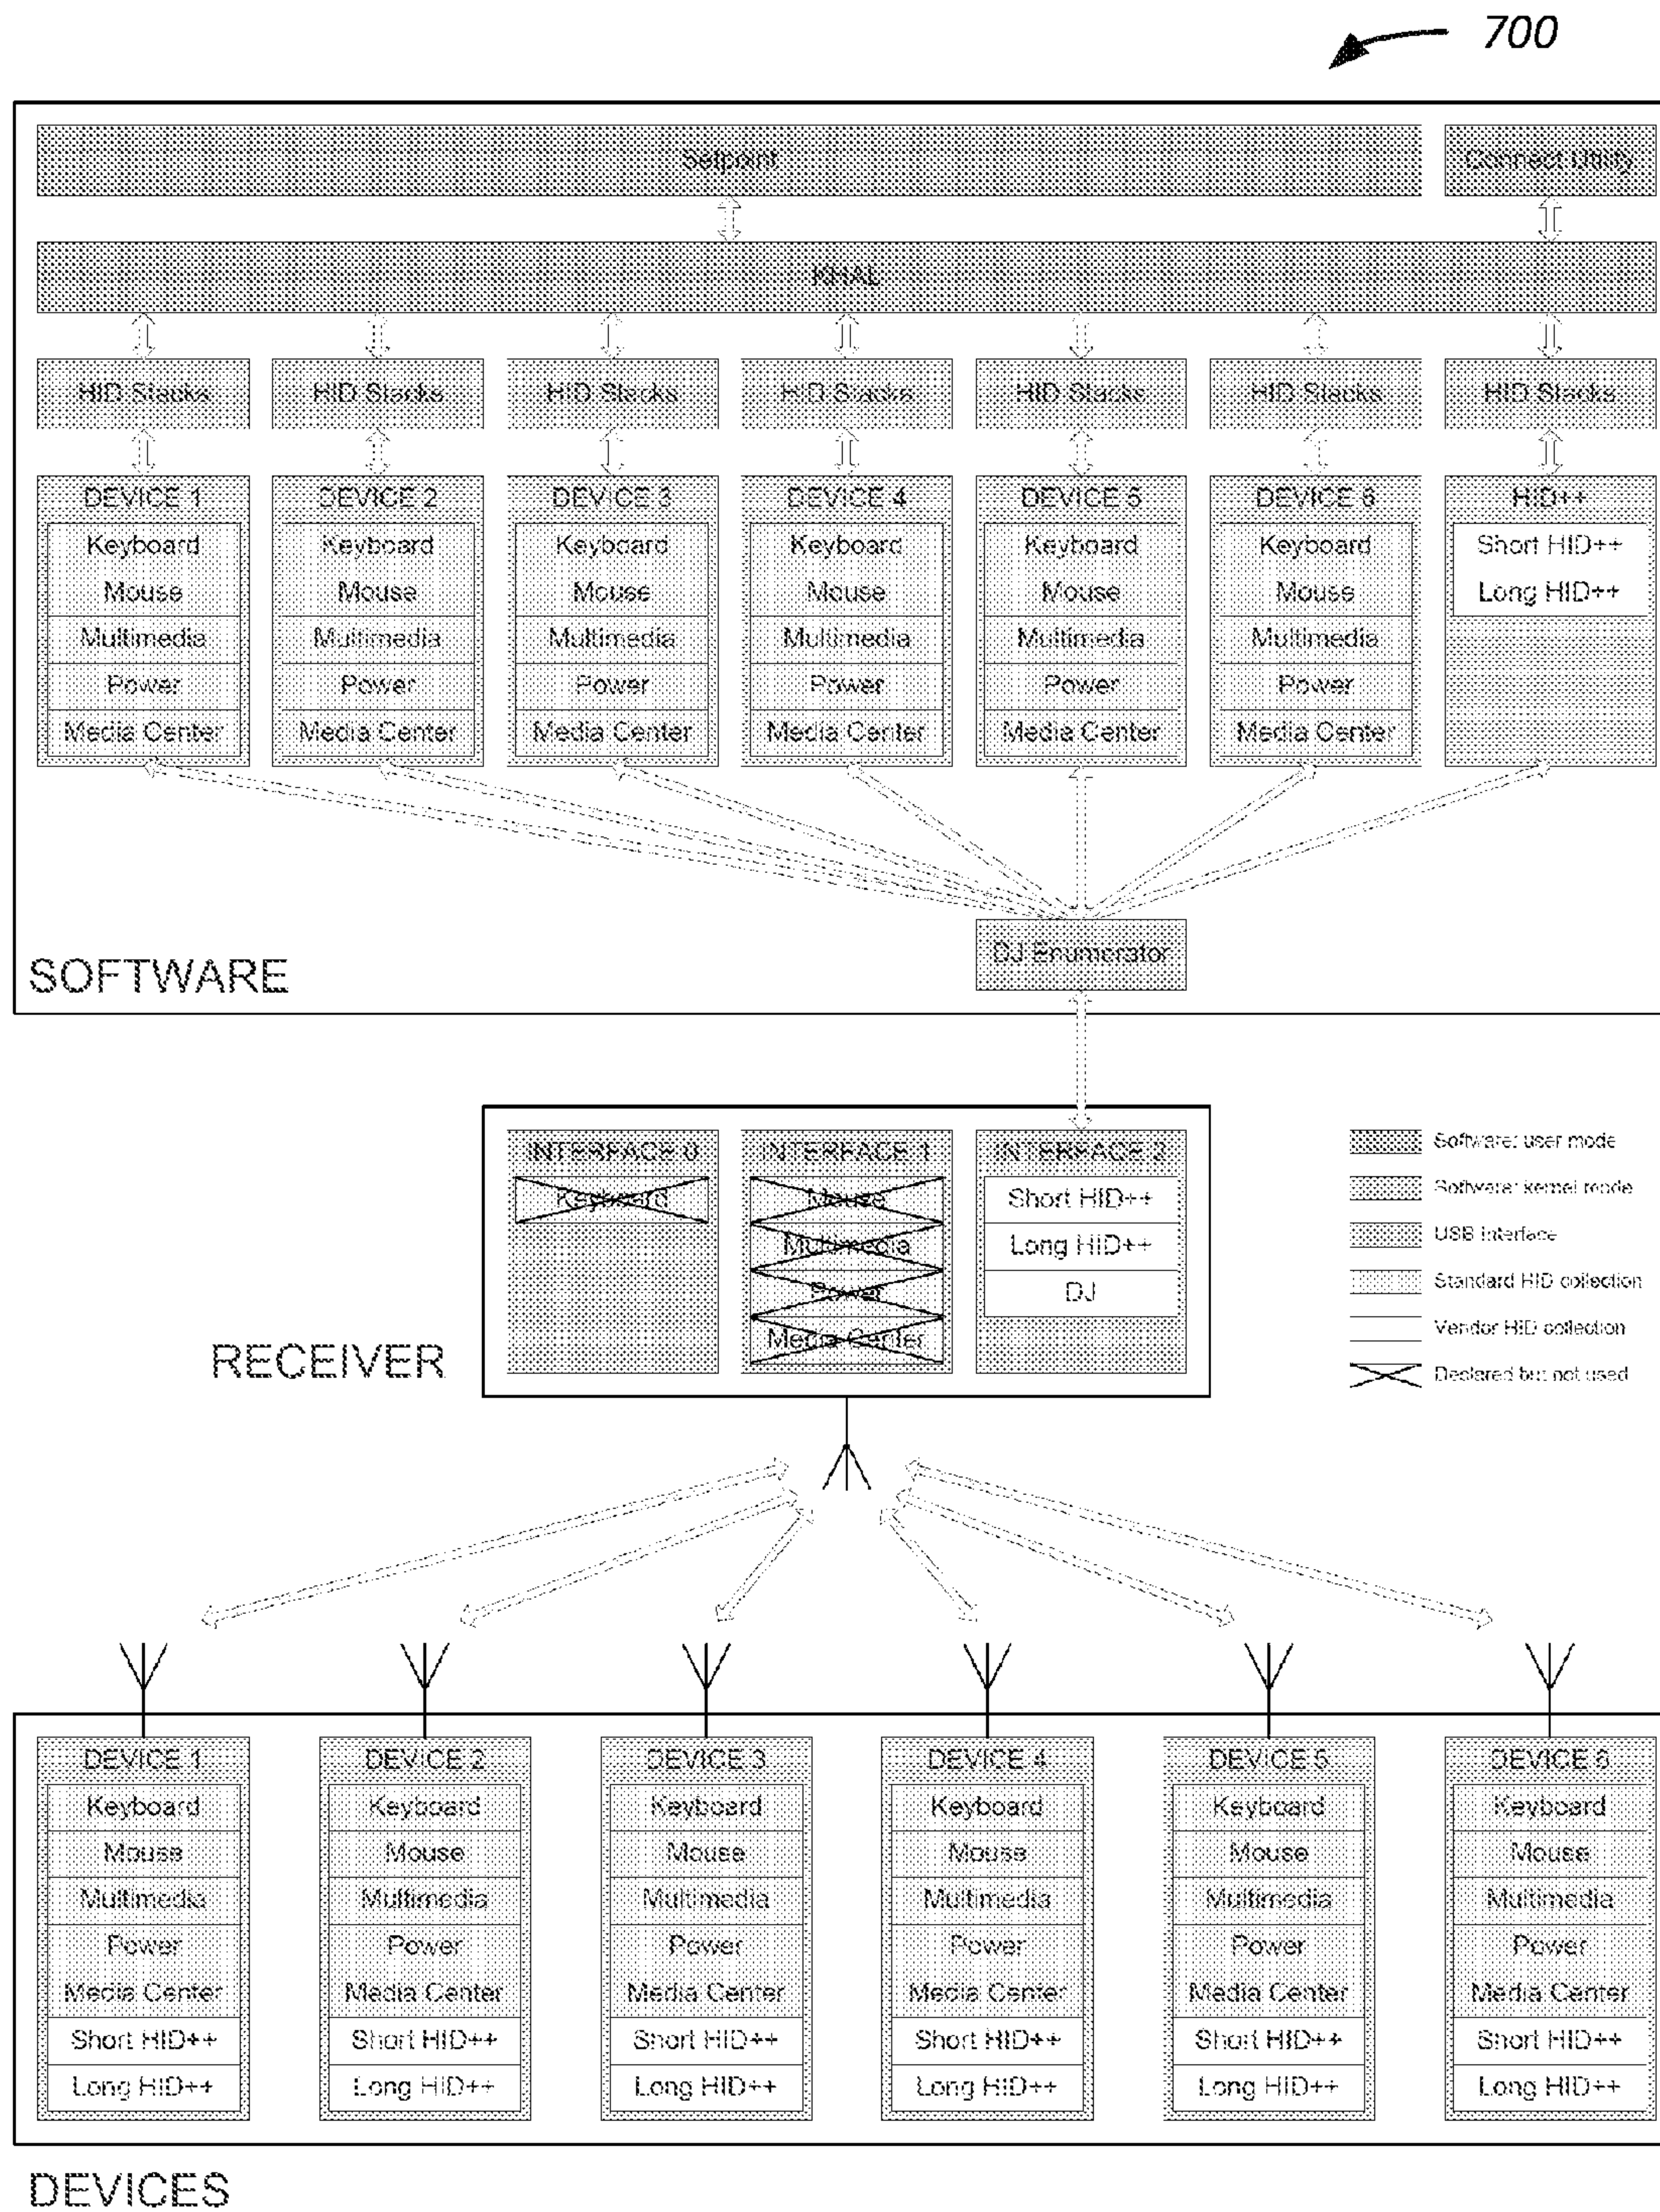 700
Setpoint
Connect Utility
KHAL
HID Stacks HID Stacks HID Stacks HID Stacks HID Stacks HID Stacks HID Stacks
DEVICE 1 DEVICE 2 DEVICE 3 DEVICE 4 DEVICE 5 DEVICE 6 HID++
Keyboard Keyboard Keyboard Keyboard Keyboard Keyboard Short HID++
Mouse Mouse Mouse Mouse Mouse Mouse Long HID++
Multimedia Multimedia Multimedia Multimedia Multimedia Multimedia
Power Power Power Power Power Power
Media Center Media Center Media Center Media Center Media Center Media Center
DJ Enumerator
SOFTWARE
INTERFACE 0 INTERFACE 1 INTERFACE 2
Keyboard Mouse Short HID++
Multimedia Long HID++
Power DJ
Media Center
RECEIVER
Software: user mode
Software: kernel mode
USB Interface
Standard HID collection
Vendor HID collection
Declared but not used
DEVICE 1 DEVICE 2 DEVICE 3 DEVICE 4 DEVICE 5 DEVICE 6
Keyboard Keyboard Keyboard Keyboard Keyboard Keyboard
Mouse Mouse Mouse Mouse Mouse Mouse
Multimedia Multimedia Multimedia Multimedia Multimedia Multimedia
Power Power Power Power Power Power
Media Center Media Center Media Center Media Center Media Center Media Center
Short HID++ Short HID++ Short HID++ Short HID++ Short HID++ Short HID++
Long HID++ Long HID++ Long HID++ Long HID++ Long HID++ Long HID++
DEVICES